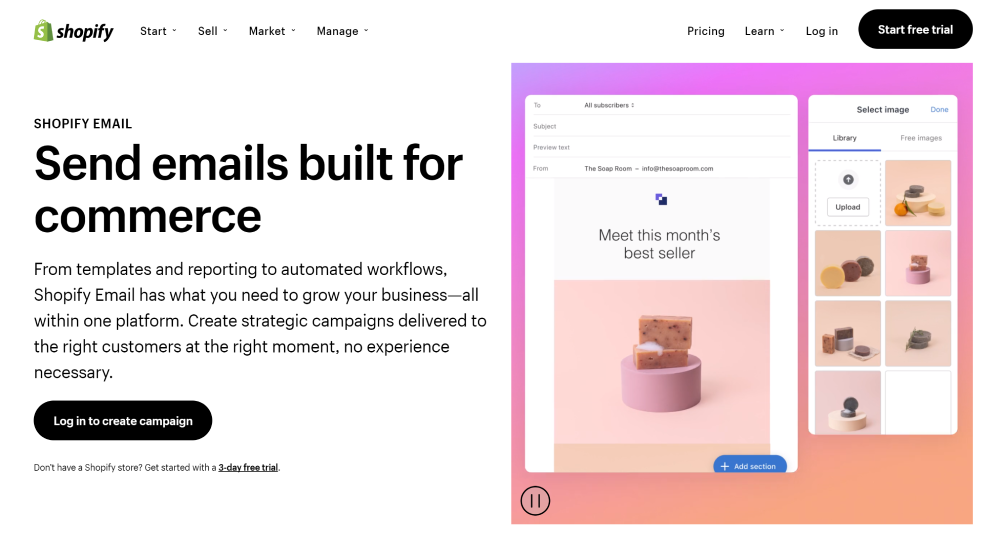 shopify
Start
Sell
Market
Manage
Pricing
Learn
Log in
Start free trial
SHOPIFY EMAIL
Send emails built for
commerce
From templates and reporting to automated workflows,
Shopify Email has what you need to grow your business—all
within one platform. Create strategic campaigns delivered to
the right customers at the right moment, no experience
necessary.
Log in to create campaign
Don't have a Shopify store? Get started with a 3-day free trial.
To All subscribers
Subject
Preview text
From The Soap Room – info@thesoaproom.com
Meet this month's
best seller
Add section
Select image
Done
Library
Free images
Upload